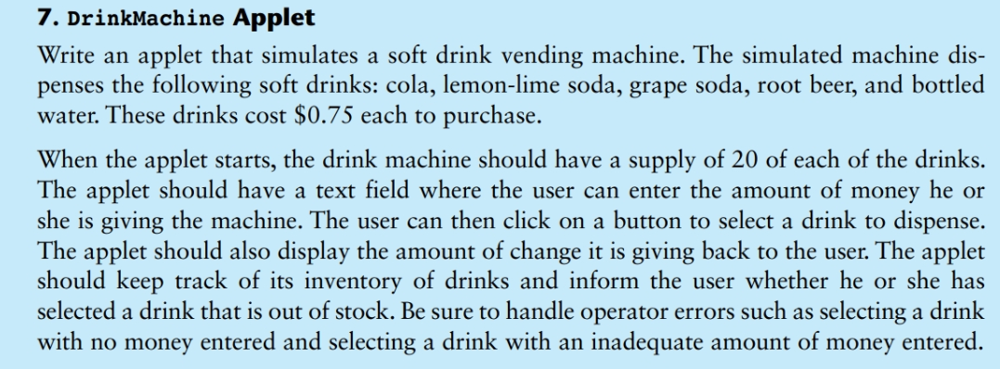 7. DrinkMachine Applet
Write an applet that simulates a soft drink vending machine. The simulated machine dis-
penses the following soft drinks: cola, lemon-lime soda, grape soda, root beer, and bottled
water. These drinks cost $0.75 each to purchase.
When the applet starts, the drink machine should have a supply of 20 of each of the drinks.
The applet should have a text field where the user can enter the amount of money he or
she is giving the machine. The user can then click on a button to select a drink to dispense.
The applet should also display the amount of change it is giving back to the user. The applet
should keep track of its inventory of drinks and inform the user whether he or she has
selected a drink that is out of stock. Be sure to handle operator errors such as selecting a drink
with no money entered and selecting a drink with an inadequate amount of money entered.